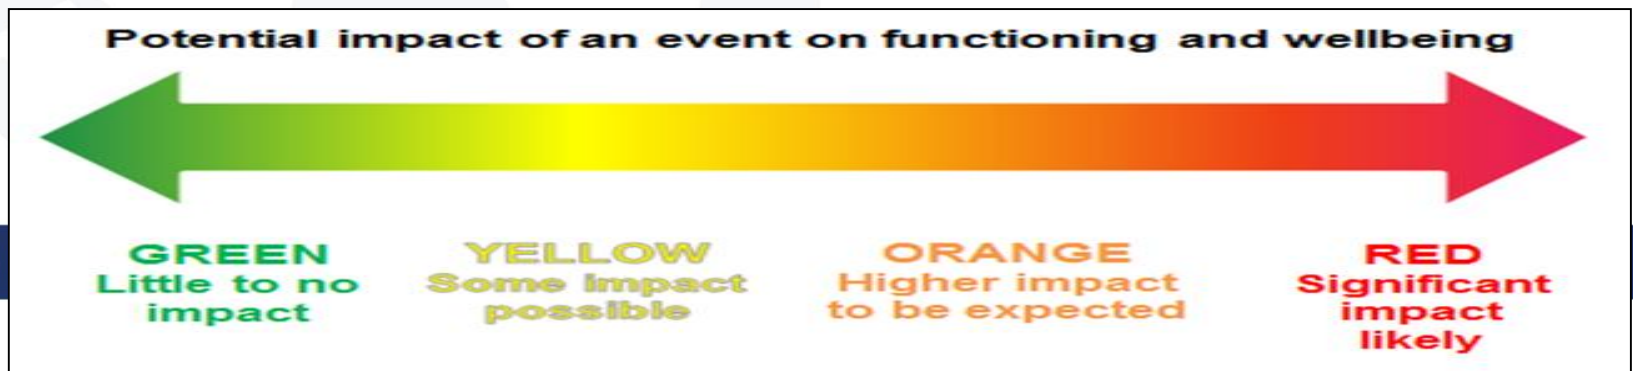 Potential impact of an event on functioning and wellbeing
GREEN
Little to no
impact
YELLOW
Some impact
possible
ORANGE
Higher impact
to be expected
RED
Significant
impact
likely